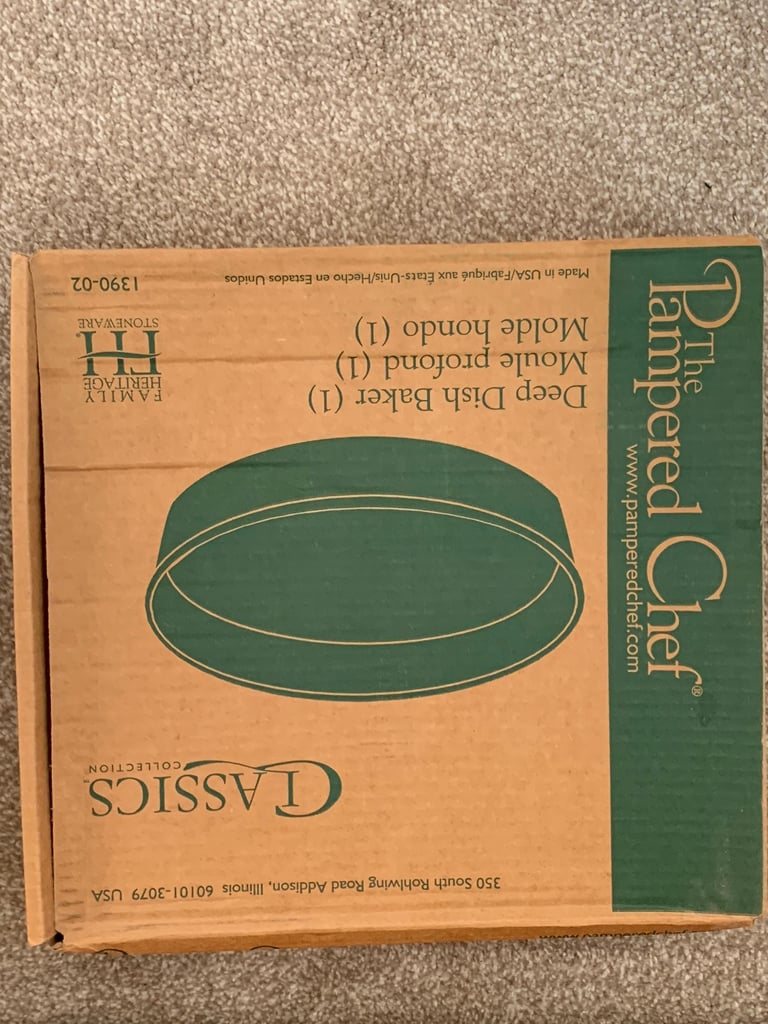 The
Pampered Chef®
www.pamperedchef.com
350 South Rohlwing Road Addison, Illinois 60101-3079 USA
CLASSICS™
COLLECTION
Deep Dish Baker (1)
Moule profond (1)
Molde hondo (1)
FAMILY
HERITAGE
FH
STONEWARE
Made in USA/Fabriqué aux États-Unis/Hecho en Estados Unidos
1390-02